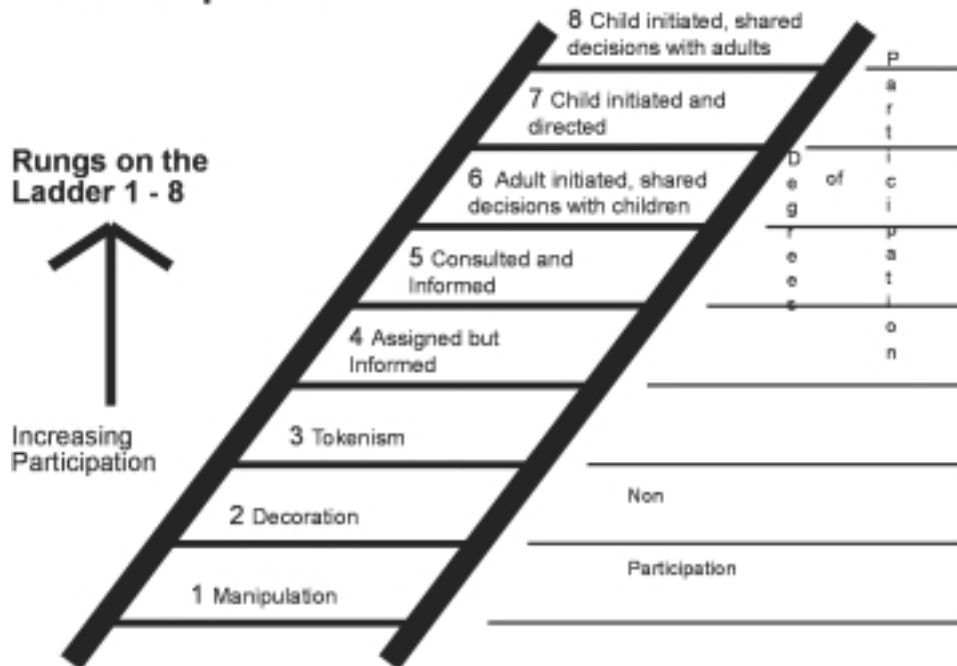 8 Child initiated, shared
decisions with adults
7 Child initiated and
directed
6 Adult initiated, shared
decisions with children
5 Consulted and
Informed
4 Assigned but
Informed
3 Tokenism
2 Decoration
1 Manipulation
Rungs on the
Ladder 1 - 8
Increasing
Participation
Degrees
of
Participation
Non
Participation